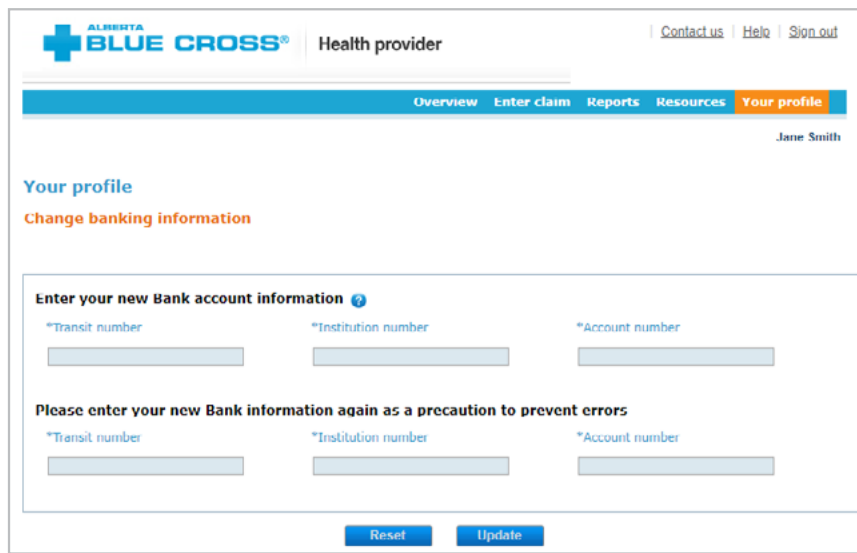 ALBERTA
BLUE CROSS® Health provider
Contact us | Help | Sign out
Overview Enter claim Reports Resources Your profile
Jane Smith
Your profile
Change banking information
Enter your new Bank account information ?
*Transit number *Institution number *Account number
Please enter your new Bank information again as a precaution to prevent errors
*Transit number *Institution number *Account number
Reset Update